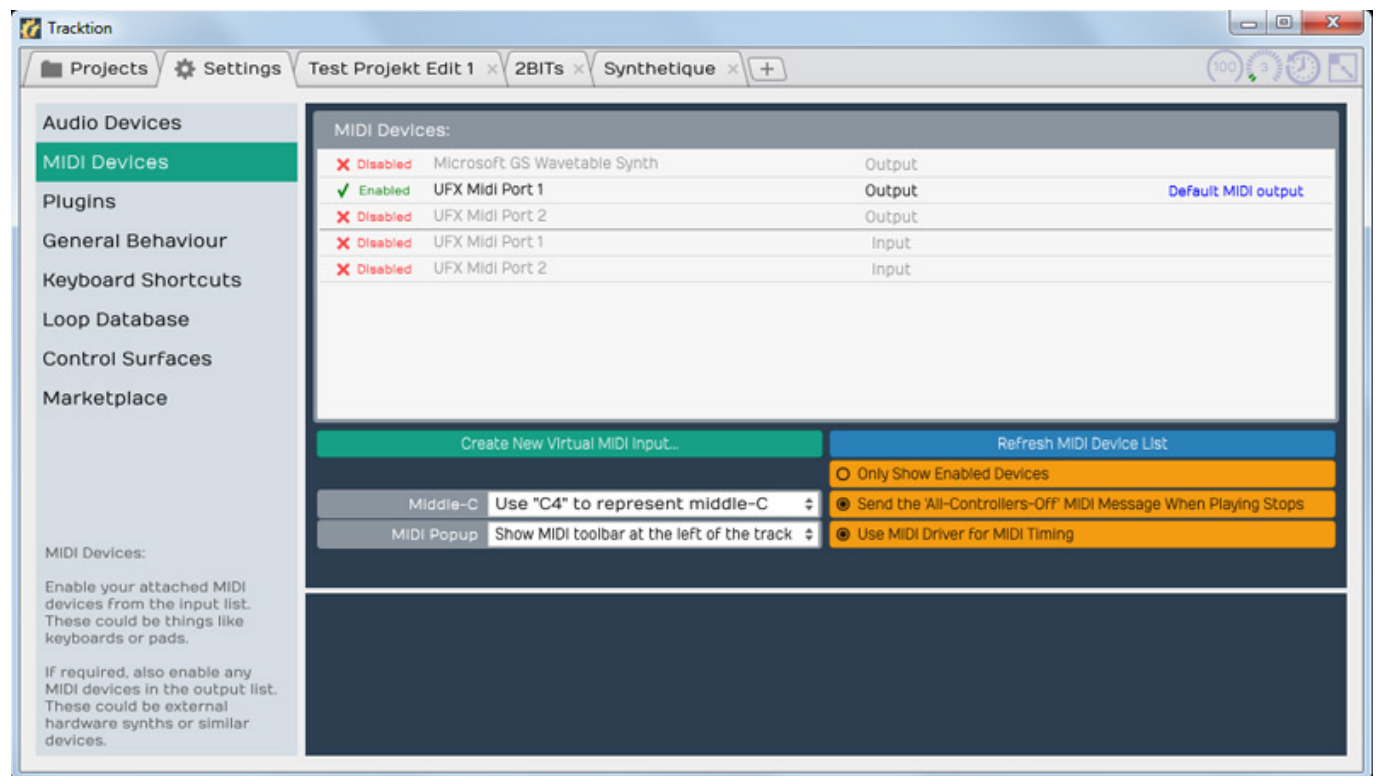 Tracktion
Projects Settings Test Projekt Edit 1 × 2BITs × Synthetique × +
100 3
Audio Devices
MIDI Devices
Plugins
General Behaviour
Keyboard Shortcuts
Loop Database
Control Surfaces
Marketplace
MIDI Devices:
Enable your attached MIDI
devices from the input list.
These could be things like
keyboards or pads.
If required, also enable any
MIDI devices in the output list.
These could be external
hardware synths or similar
devices.
MIDI Devices:
Disabled Microsoft GS Wavetable Synth Output
Enabled UFX Midi Port 1 Output Default MIDI output
Disabled UFX Midi Port 2 Output
Disabled UFX Midi Port 1 Input
Disabled UFX Midi Port 2 Input
Create New Virtual MIDI Input... Refresh MIDI Device List
Only Show Enabled Devices
Middle-C Use "C4" to represent middle-C Send the 'All-Controllers-Off' MIDI Message When Playing Stops
MIDI Popup Show MIDI toolbar at the left of the track Use MIDI Driver for MIDI Timing